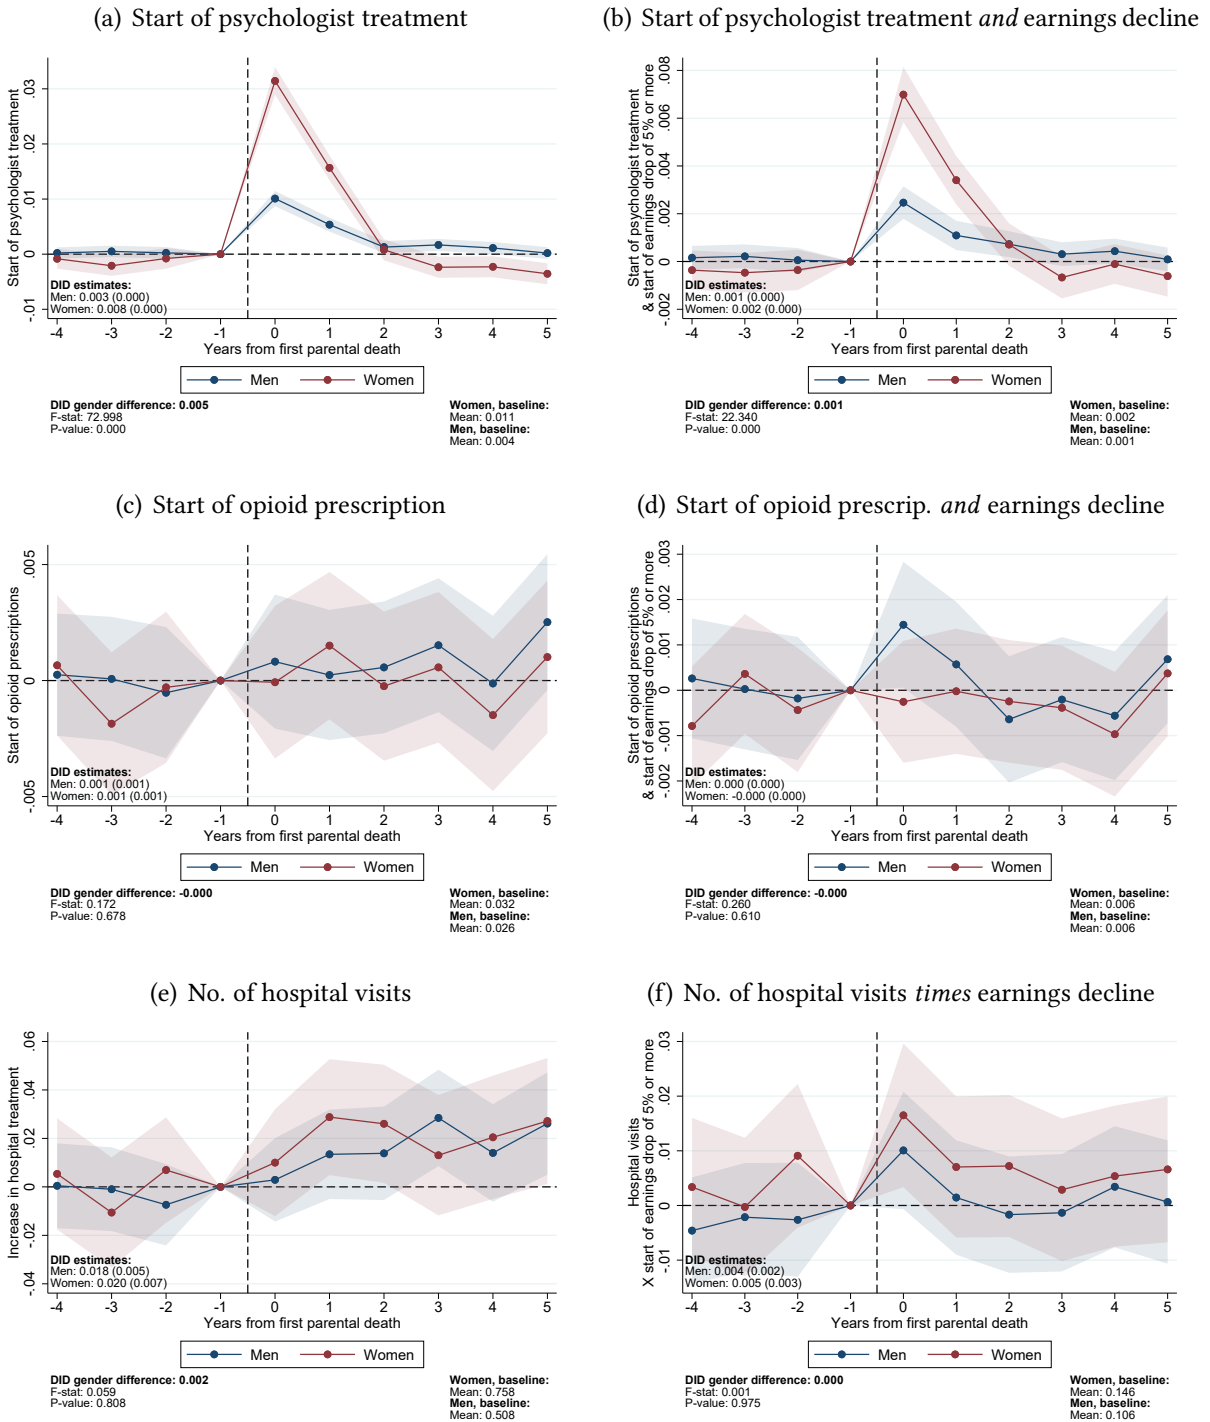 (a) Start of psychologist treatment
Start of psychologist treatment
.03
.02
.01
0
-.01
DID estimates:
Men: 0.003 (0.000)
Women: 0.008 (0.000)
-4 -3 -2 -1 0 1 2 3 4 5
Years from first parental death
Men Women
DID gender difference: 0.005
F-stat: 72.998
P-value: 0.000
Women, baseline:
Mean: 0.011
Men, baseline:
Mean: 0.004
(b) Start of psychologist treatment and earnings decline
Start of psychologist treatment
& start of earnings drop of 5% or more
.008
.006
.004
.002
0
-.002
DID estimates:
Men: 0.001 (0.000)
Women: 0.002 (0.000)
-4 -3 -2 -1 0 1 2 3 4 5
Years from first parental death
Men Women
DID gender difference: 0.001
F-stat: 22.340
P-value: 0.000
Women, baseline:
Mean: 0.002
Men, baseline:
Mean: 0.001
(c) Start of opioid prescription
Start of opioid prescriptions
.005
0
-.005
DID estimates:
Men: 0.001 (0.001)
Women: 0.001 (0.001)
-4 -3 -2 -1 0 1 2 3 4 5
Years from first parental death
Men Women
DID gender difference: -0.000
F-stat: 0.172
P-value: 0.678
Women, baseline:
Mean: 0.032
Men, baseline:
Mean: 0.026
(d) Start of opioid prescrip. and earnings decline
Start of opioid prescriptions
& start of earnings drop of 5% or more
.003
.002
.001
0
-.001
-.002
DID estimates:
Men: 0.000 (0.000)
Women: -0.000 (0.000)
-4 -3 -2 -1 0 1 2 3 4 5
Years from first parental death
Men Women
DID gender difference: -0.000
F-stat: 0.260
P-value: 0.610
Women, baseline:
Mean: 0.006
Men, baseline:
Mean: 0.006
(e) No. of hospital visits
Increase in hospital treatment
.06
.04
.02
0
-.02
-.04
DID estimates:
Men: 0.018 (0.005)
Women: 0.020 (0.007)
-4 -3 -2 -1 0 1 2 3 4 5
Years from first parental death
Men Women
DID gender difference: 0.002
F-stat: 0.059
P-value: 0.808
Women, baseline:
Mean: 0.758
Men, baseline:
Mean: 0.508
(f) No. of hospital visits times earnings decline
Hospital visits
X start of earnings drop of 5% or more
.03
.02
.01
0
-.01
DID estimates:
Men: 0.004 (0.002)
Women: 0.005 (0.003)
-4 -3 -2 -1 0 1 2 3 4 5
Years from first parental death
Men Women
DID gender difference: 0.000
F-stat: 0.001
P-value: 0.975
Women, baseline:
Mean: 0.146
Men, baseline:
Mean: 0.106